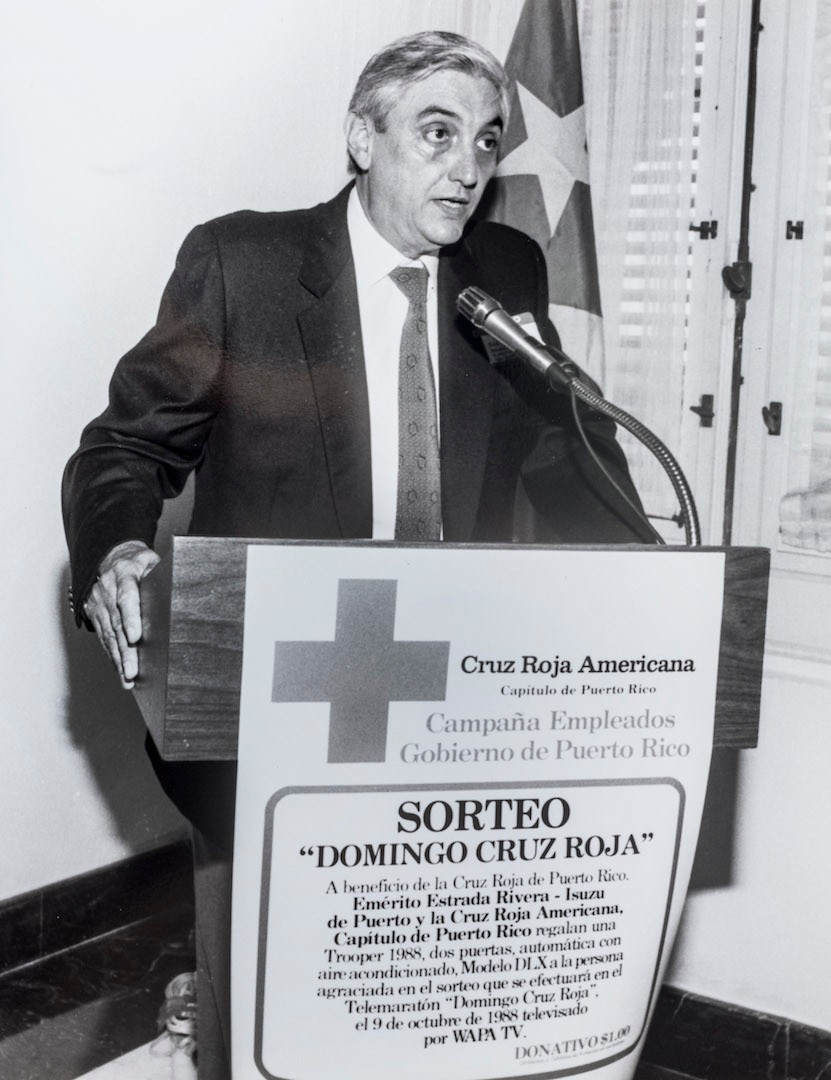 Cruz Roja Americana
Capítulo de Puerto Rico
Campaña Empleados
Gobierno de Puerto Rico
SORTEO
“DOMINGO CRUZ ROJA”
A beneficio de la Cruz Roja de Puerto Rico.
Emérito Estrada Rivera - Isuzu
de Puerto y la Cruz Roja Americana,
Capítulo de Puerto Rico regalan una
Trooper 1988, dos puertas, automática con
aire acondicionado, Modelo DLX a la persona
agraciada en el sorteo que se efectuará en el
Telemaratón “Domingo Cruz Roja”,
el 9 de octubre de 1988 televisado
por WAPA TV.
DONATIVO $1.00